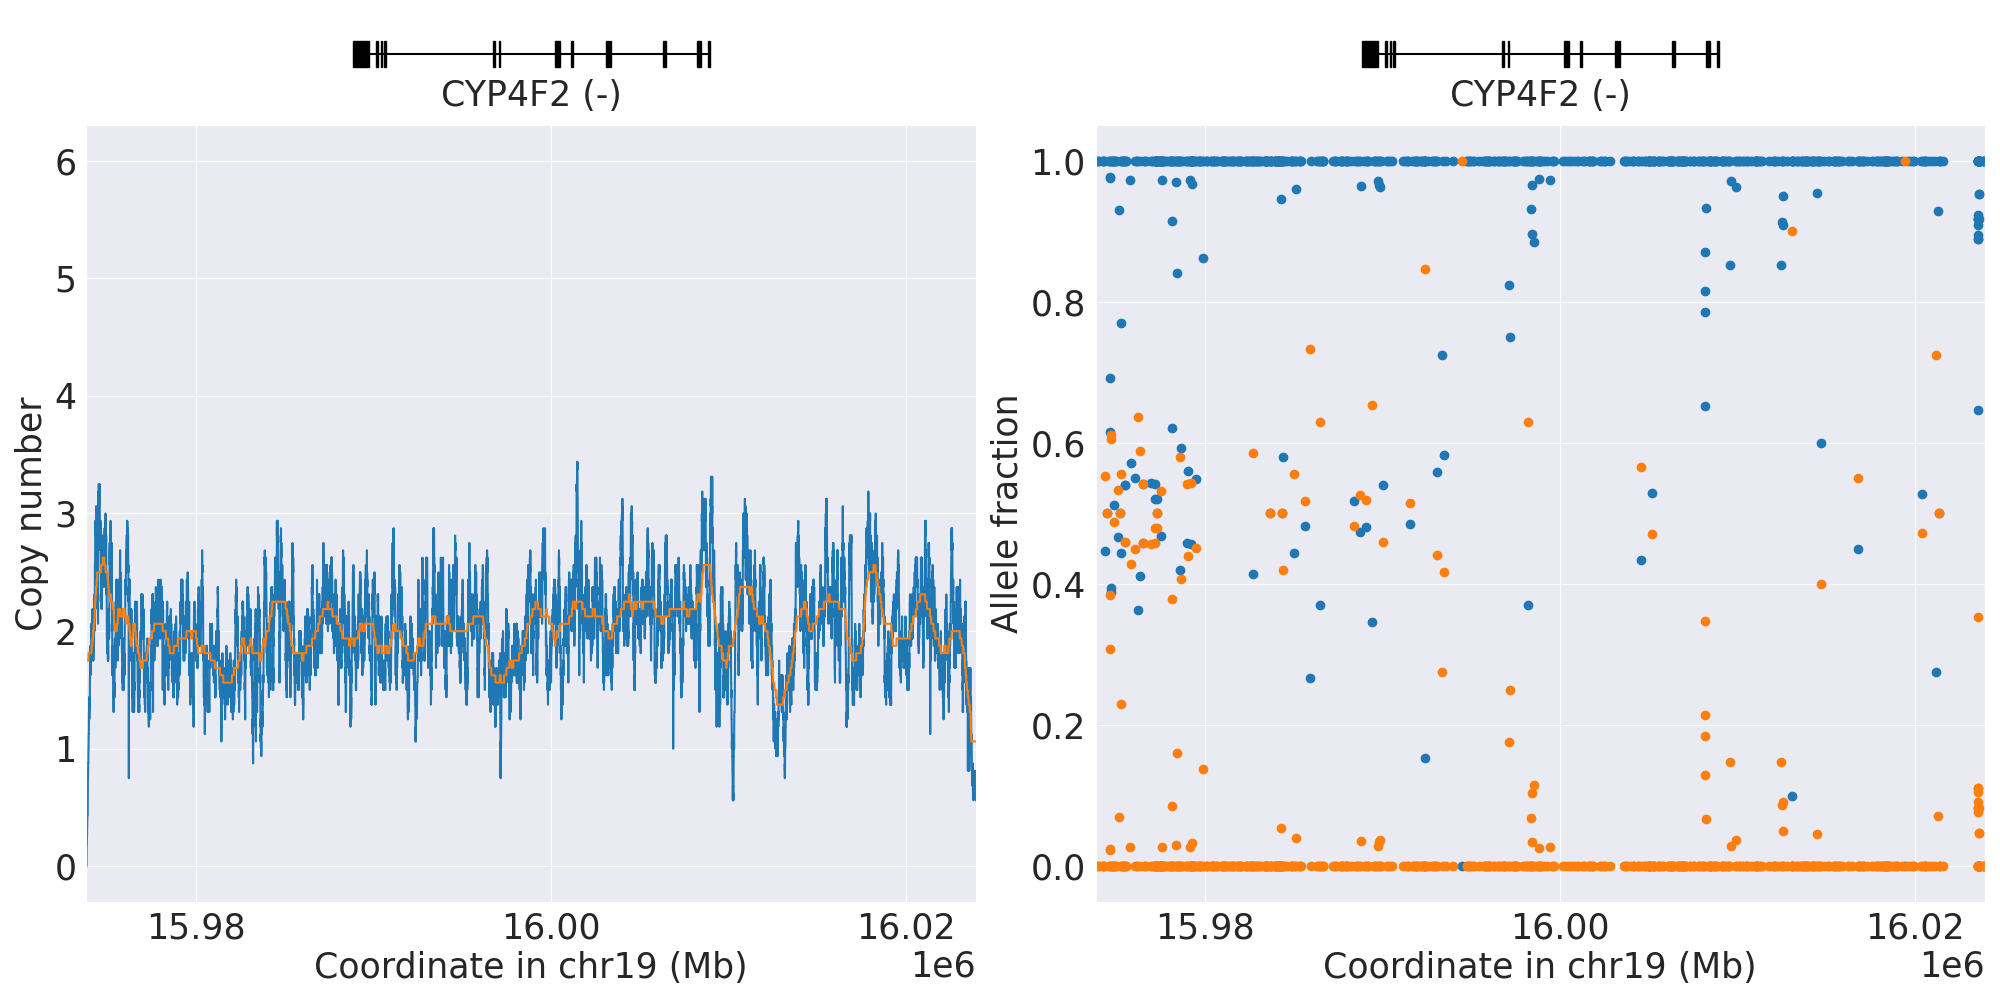 CYP4F2 (-)
6
5
4
3
2
1
0
Copy number
15.98
16.00
16.02
Coordinate in chr19 (Mb)
1e6
CYP4F2 (-)
1.0
0.8
0.6
0.4
0.2
0.0
Allele fraction
15.98
16.00
16.02
Coordinate in chr19 (Mb)
1e6